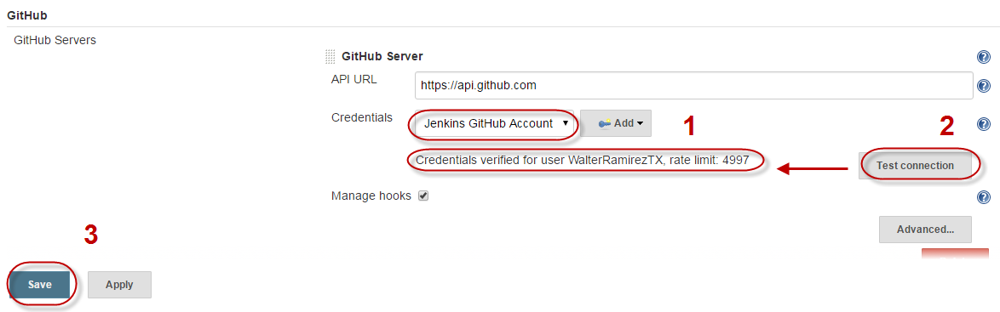 GitHub
GitHub Servers
GitHub Server
API URL
https://api.github.com
Credentials
Jenkins GitHub Account
Add
1
2
Credentials verified for user WalterRamirezTX, rate limit: 4997
Test connection
Manage hooks
Advanced...
3
Save
Apply